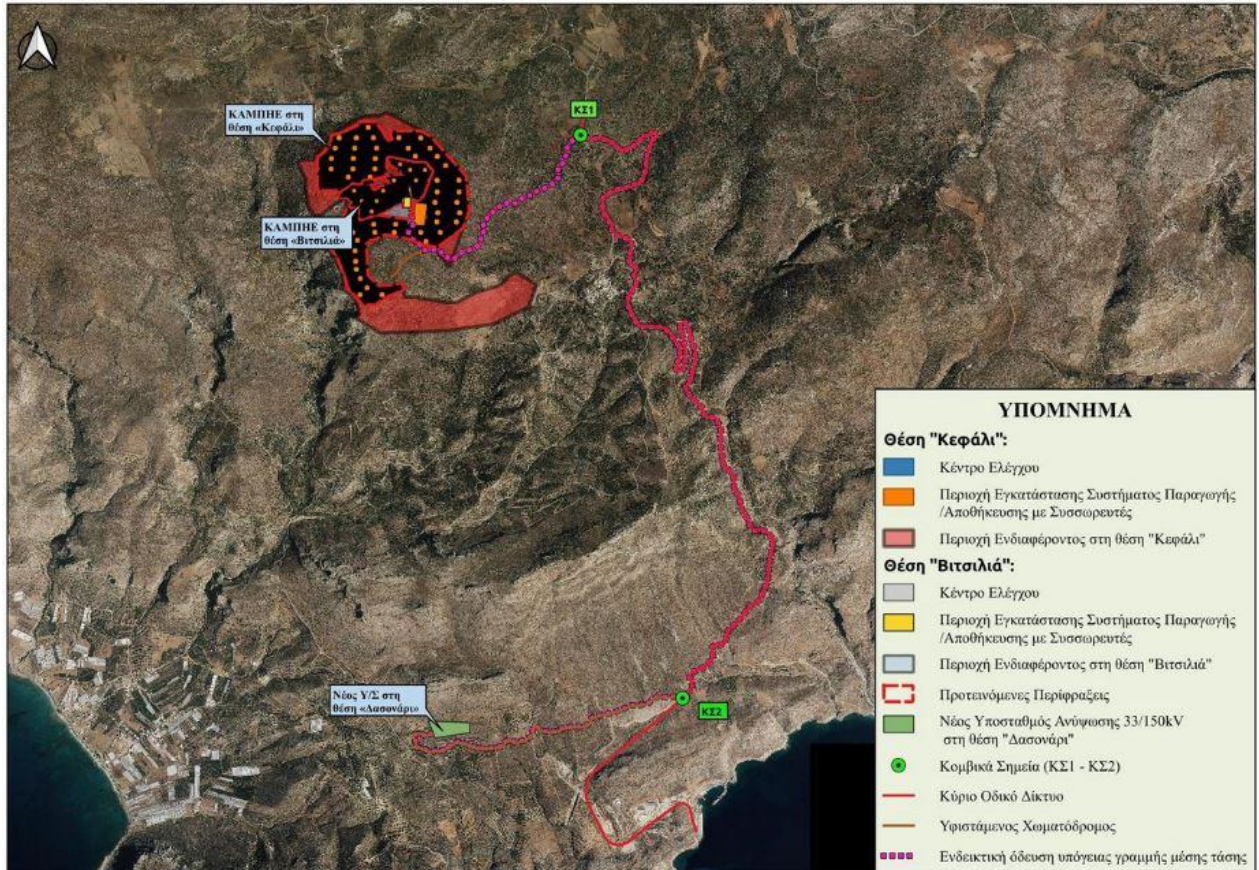 ΚΣ1
ΚΑΜΠΗΕ στη
θέση «Κεφάλι»
ΚΑΜΠΗΕ στη
θέση «Βιτσιλιά»
Νέος Υ/Σ στη
θέση «Δασονάρι»
ΚΣ2
ΥΠΟΜΝΗΜΑ
Θέση "Κεφάλι":
Κέντρο Ελέγχου
Περιοχή Εγκατάστασης Συστήματος Παραγωγής
/Αποθήκευσης με Συσσωρευτές
Περιοχή Ενδιαφέροντος στη θέση "Κεφάλι"
Θέση "Βιτσιλιά":
Κέντρο Ελέγχου
Περιοχή Εγκατάστασης Συστήματος Παραγωγής
/Αποθήκευσης με Συσσωρευτές
Περιοχή Ενδιαφέροντος στη θέση "Βιτσιλιά"
Προτεινόμενες Περίφραξεις
Νέος Υποσταθμός Ανύψωσης 33/150kV
στη θέση "Δασονάρι"
Κομβικά Σημεία (ΚΣ1 - ΚΣ2)
Κύριο Οδικό Δίκτυο
Υφιστάμενος Χωματόδρομος
Ενδεικτική όδευση υπόγειας γραμμής μέσης τάσης